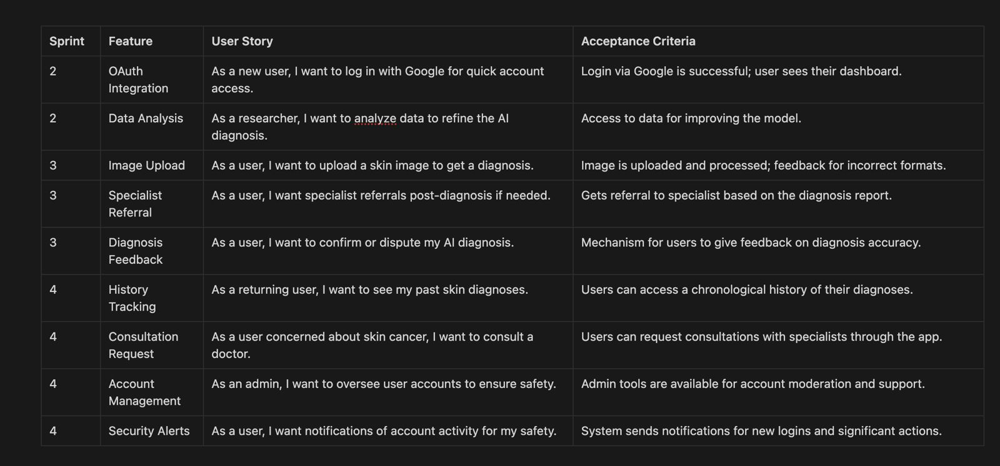 Sprint Feature User Story Acceptance Criteria
2 OAuth As a new user, I want to log in with Google for quick account Login via Google is successful; user sees their dashboard.
Integration access.
2 Data Analysis As a researcher, I want to analyze data to refine the AI Access to data for improving the model.
diagnosis.
3 Image Upload As a user, I want to upload a skin image to get a diagnosis. Image is uploaded and processed; feedback for incorrect formats.
3 Specialist As a user, I want specialist referrals post-diagnosis if needed. Gets referral to specialist based on the diagnosis report.
Referral
3 Diagnosis As a user, I want to confirm or dispute my AI diagnosis. Mechanism for users to give feedback on diagnosis accuracy.
Feedback
4 History As a returning user, I want to see my past skin diagnoses. Users can access a chronological history of their diagnoses.
Tracking
4 Consultation As a user concerned about skin cancer, I want to consult a Users can request consultations with specialists through the app.
Request doctor.
4 Account As an admin, I want to oversee user accounts to ensure safety. Admin tools are available for account moderation and support.
Management
4 Security Alerts As a user, I want notifications of account activity for my safety. System sends notifications for new logins and significant actions.